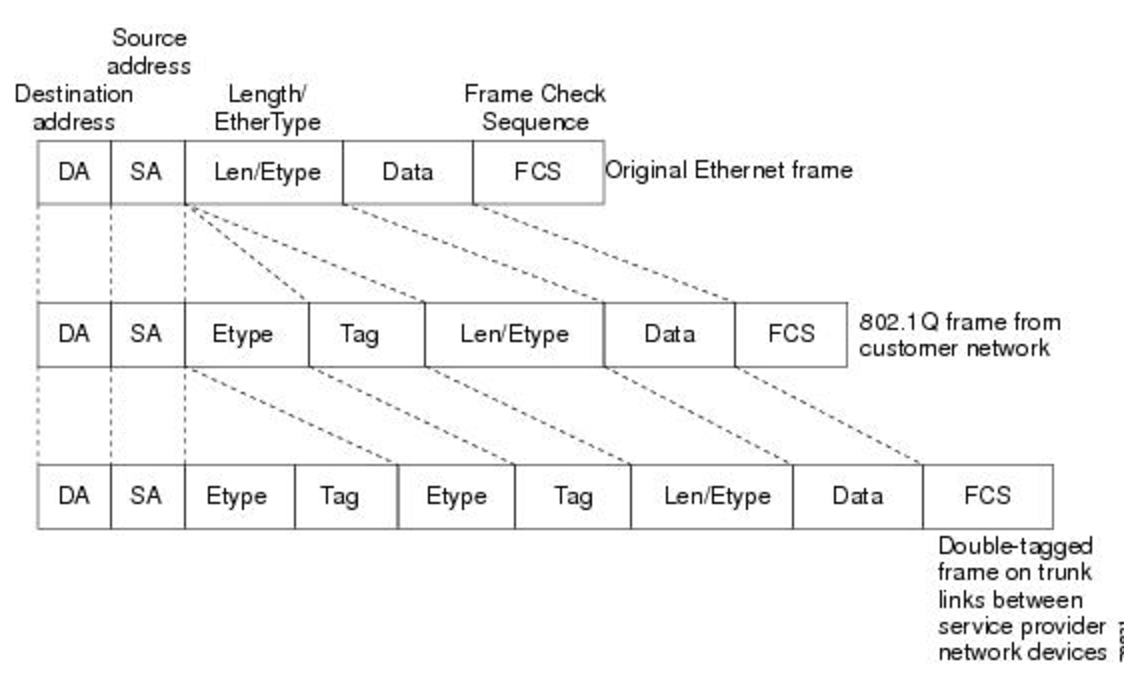 Source
address
Destination
address
Length/
EtherType
Frame Check
Sequence
DA SA Len/Etype Data FCS Original Ethernet frame
DA SA Etype Tag Len/Etype Data FCS
802.1Q frame from
customer network
DA SA Etype Tag Etype Tag Len/Etype Data FCS
Double-tagged
frame on trunk
links between
service provider
network devices